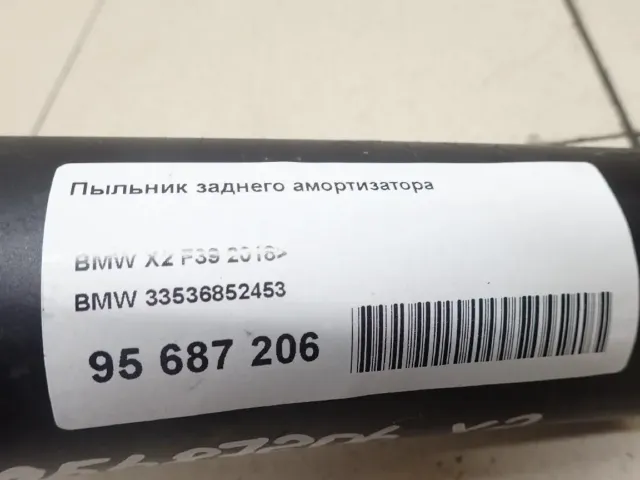 Пыльник заднего амортизатора
BMW X2 F39 2018>
BMW 33536852453
95 687 206